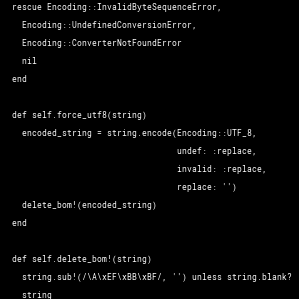 rescue Encoding::InvalidByteSequenceError,
Encoding::UndefinedConversionError,
Encoding::ConverterNotFoundError
nil
end
def self.force_utf8(string)
encoded_string = string.encode(Encoding::UTF_8,
undef: :replace,
invalid: :replace,
replace: '')
delete_bom!(encoded_string)
end
def self.delete_bom!(string)
string.sub!(/\A\xEF\xBB\xBF/, '') unless string.blank?
string